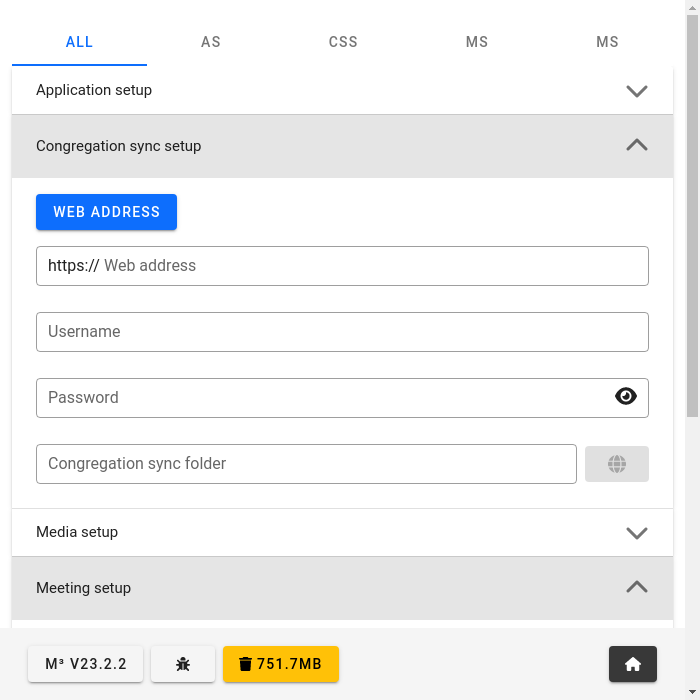 ALL AS CSS MS MS
Application setup
Congregation sync setup
WEB ADDRESS
https:// Web address
Username
Password
Congregation sync folder
Media setup
Meeting setup
M³ V23.2.2 751.7MB